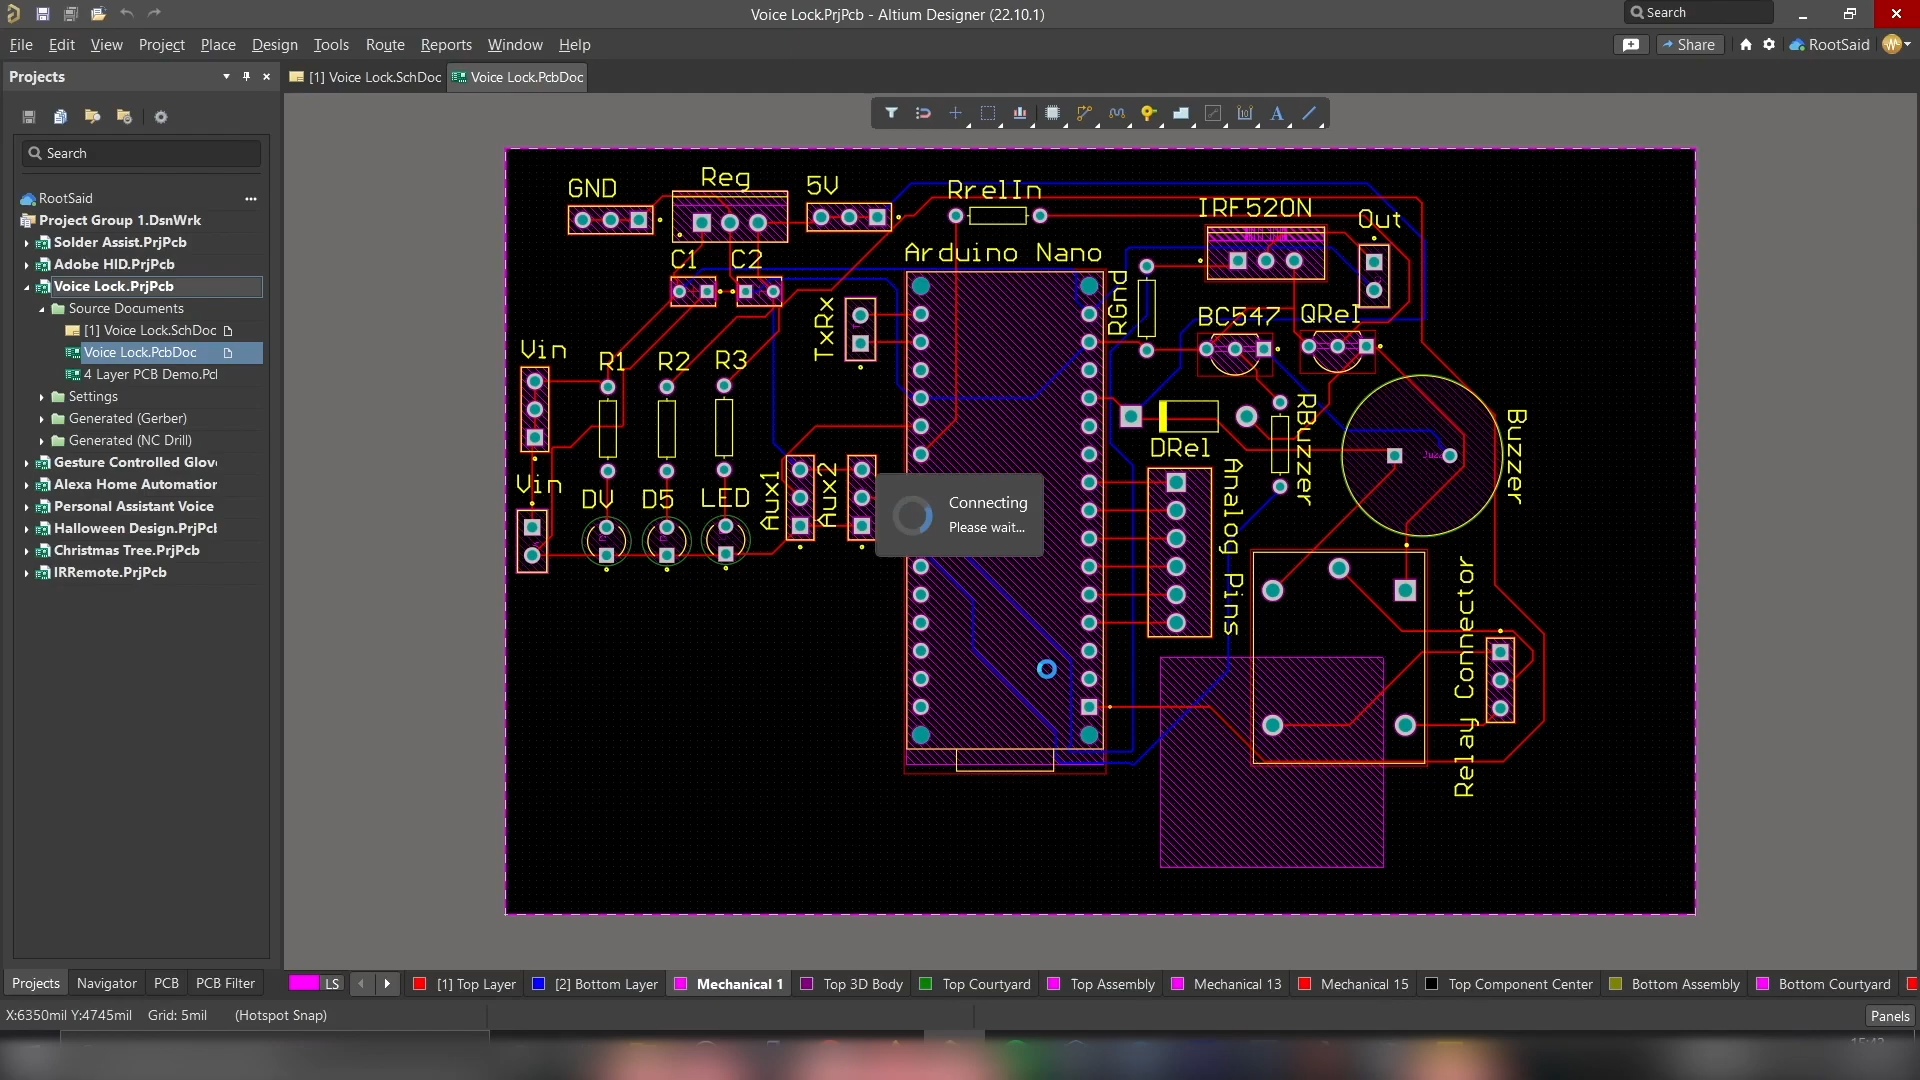 Voice Lock.PrjPcb - Altium Designer (22.10.1)
Search
File Edit View Project Place Design Tools Route Reports Window Help
Share
RootSaid
Projects
[1] Voice Lock.SchDoc
Voice Lock.PcbDoc
Search
RootSaid
Project Group 1.DsnWrk
Solder Assist.PrjPcb
Adobe HID.PrjPcb
Voice Lock.PrjPcb
Source Documents
[1] Voice Lock.SchDoc
Voice Lock.PcbDoc
4 Layer PCB Demo.Pcl
Settings
Generated (Gerber)
Generated (NC Drill)
Gesture Controlled Glov
Alexa Home Automation
Personal Assistant Voice
Halloween Design.PrjPcb
Christmas Tree.PrjPcb
IRRemote.PrjPcb
GND
Reg
5V
RrelIn
IRF520N
Out
C1
C2
Arduino Nano
TxRx
RGnd
BC547
QRel
Vin
R1
R2
R3
DRel
RBuzzer
Buzzer
Vin
DV
D5
LED
Aux1
Aux2
Analog Pins
Connecting
Please wait...
Relay Connector
Projects Navigator PCB PCB Filter
LS
[1] Top Layer
[2] Bottom Layer
Mechanical 1
Top 3D Body
Top Courtyard
Top Assembly
Mechanical 13
Mechanical 15
Top Component Center
Bottom Assembly
Bottom Courtyard
X:6350mil Y:4745mil Grid: 5mil (Hotspot Snap)
Panels